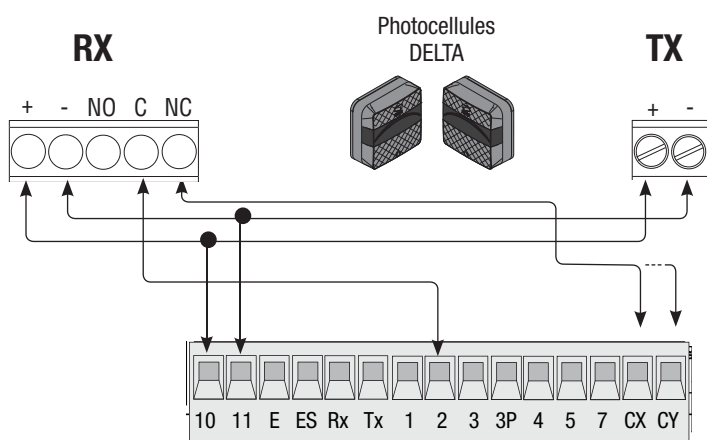 Photocellules
DELTA
RX
TX
+ - NO C NC
+ -
10 11 E ES Rx Tx 1 2 3 3P 4 5 7 CX CY